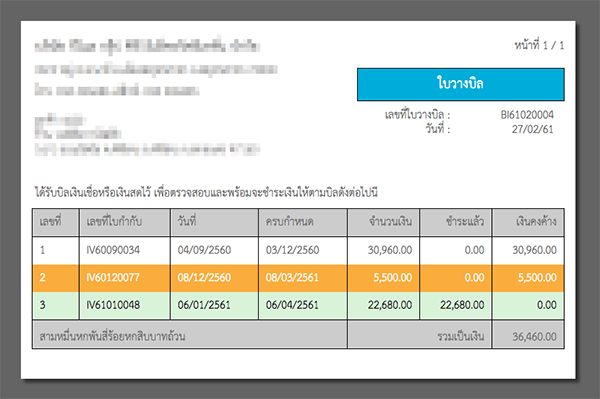 หน้าที่ 1 / 1
ใบวางบิล
เลขที่ใบวางบิล : BI61020004
วันที่ : 27/02/61
ได้รับบิลเงินเชื่อหรือเงินสดไว้ เพื่อตรวจสอบและพร้อมจะชำระเงินให้ตามบิลดังต่อไปนี้
เลขที่ เลขที่ใบกำกับ วันที่ ครบกำหนด จำนวนเงิน ชำระแล้ว เงินคงค้าง
1 IV60090034 04/09/2560 03/12/2560 30,960.00 0.00 30,960.00
2 IV60120077 08/12/2560 08/03/2561 5,500.00 0.00 5,500.00
3 IV61010048 06/01/2561 06/04/2561 22,680.00 22,680.00 0.00
สามหมื่นหกพันสี่ร้อยหกสิบบาทถ้วน รวมเป็นเงิน 36,460.00